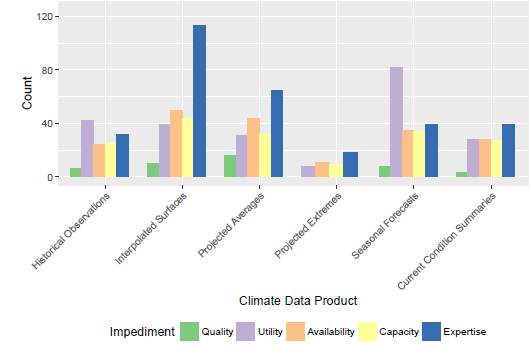 120
80
40
0
Count
Historical Observations
Interpolated Surfaces
Projected Averages
Projected Extremes
Seasonal Forecasts
Current Condition Summaries
Climate Data Product
Impediment Quality Utility Availability Capacity Expertise